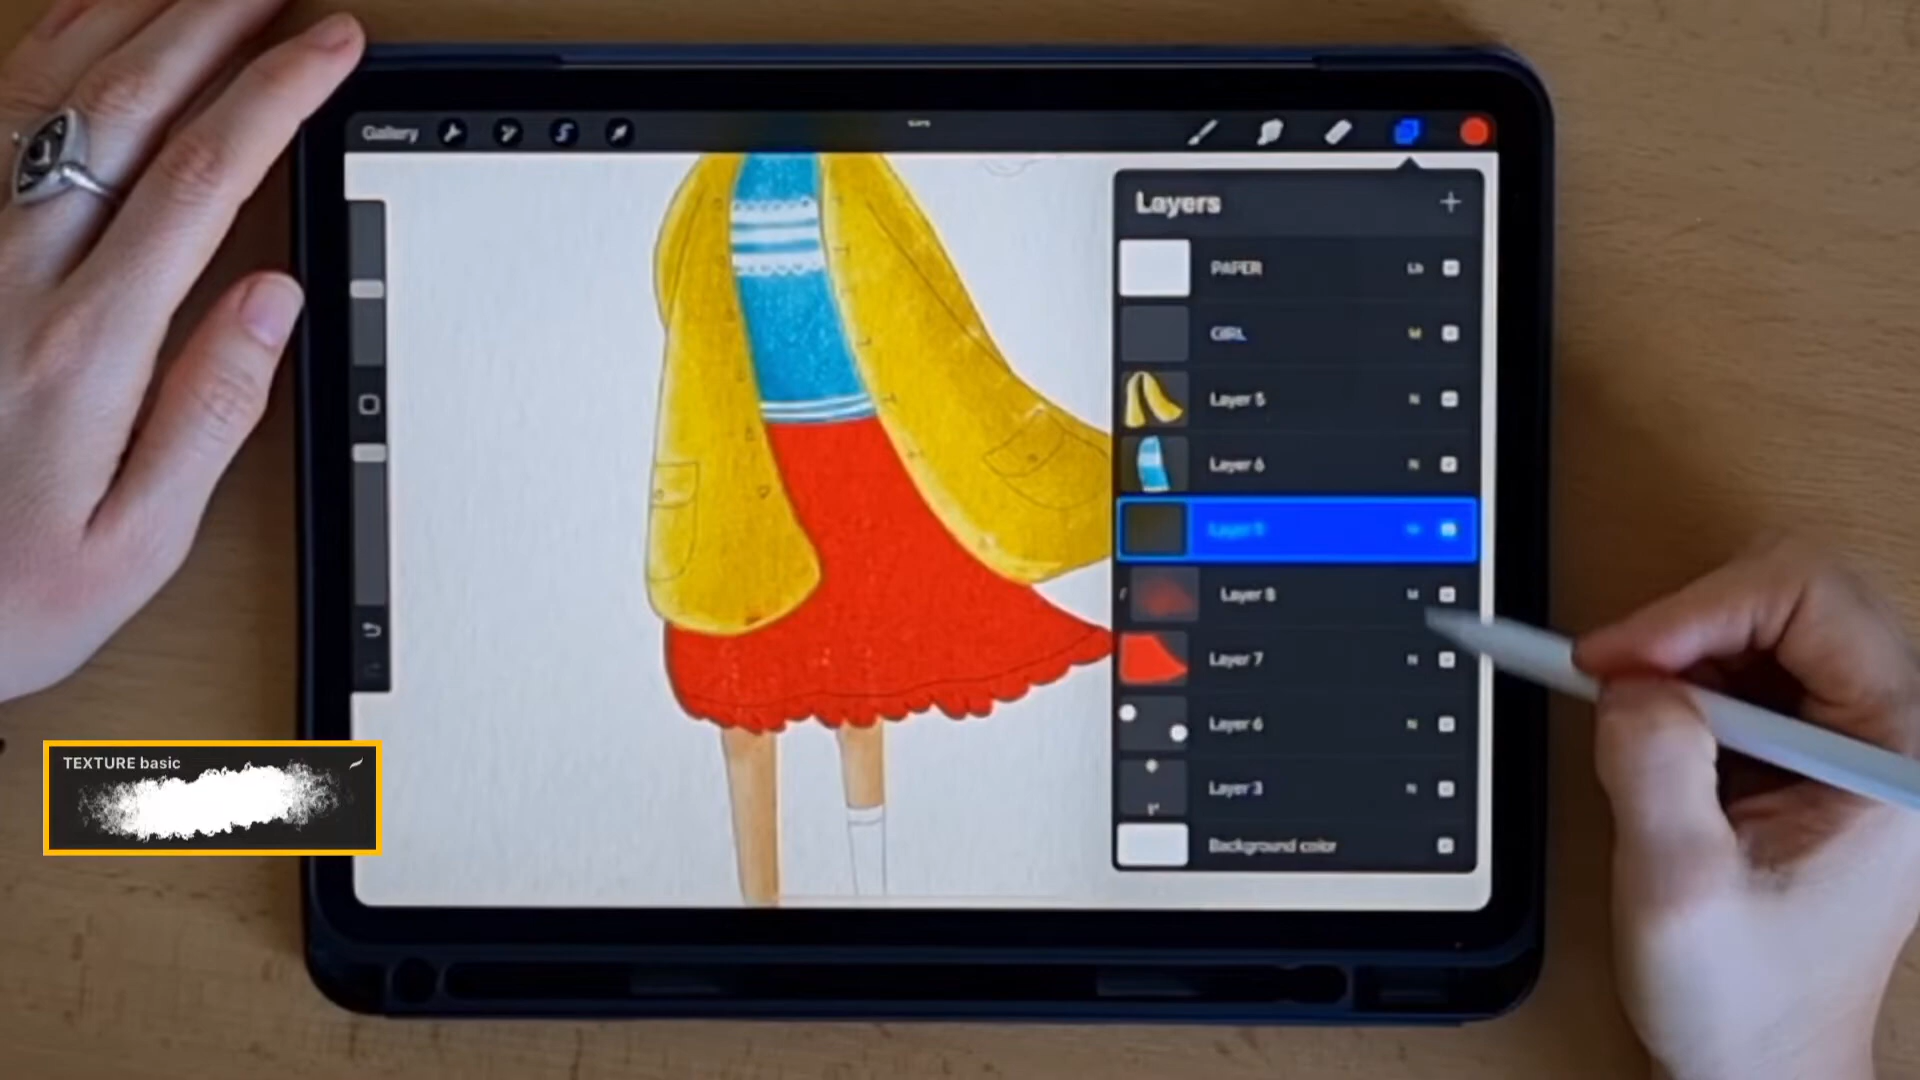 Gallery
Layers
PAPER
GIRL
M
Layer 5
N
Layer 6
N
Layer 8
M
Layer 7
N
Layer 6
N
Layer 3
N
Background color
TEXTURE basic